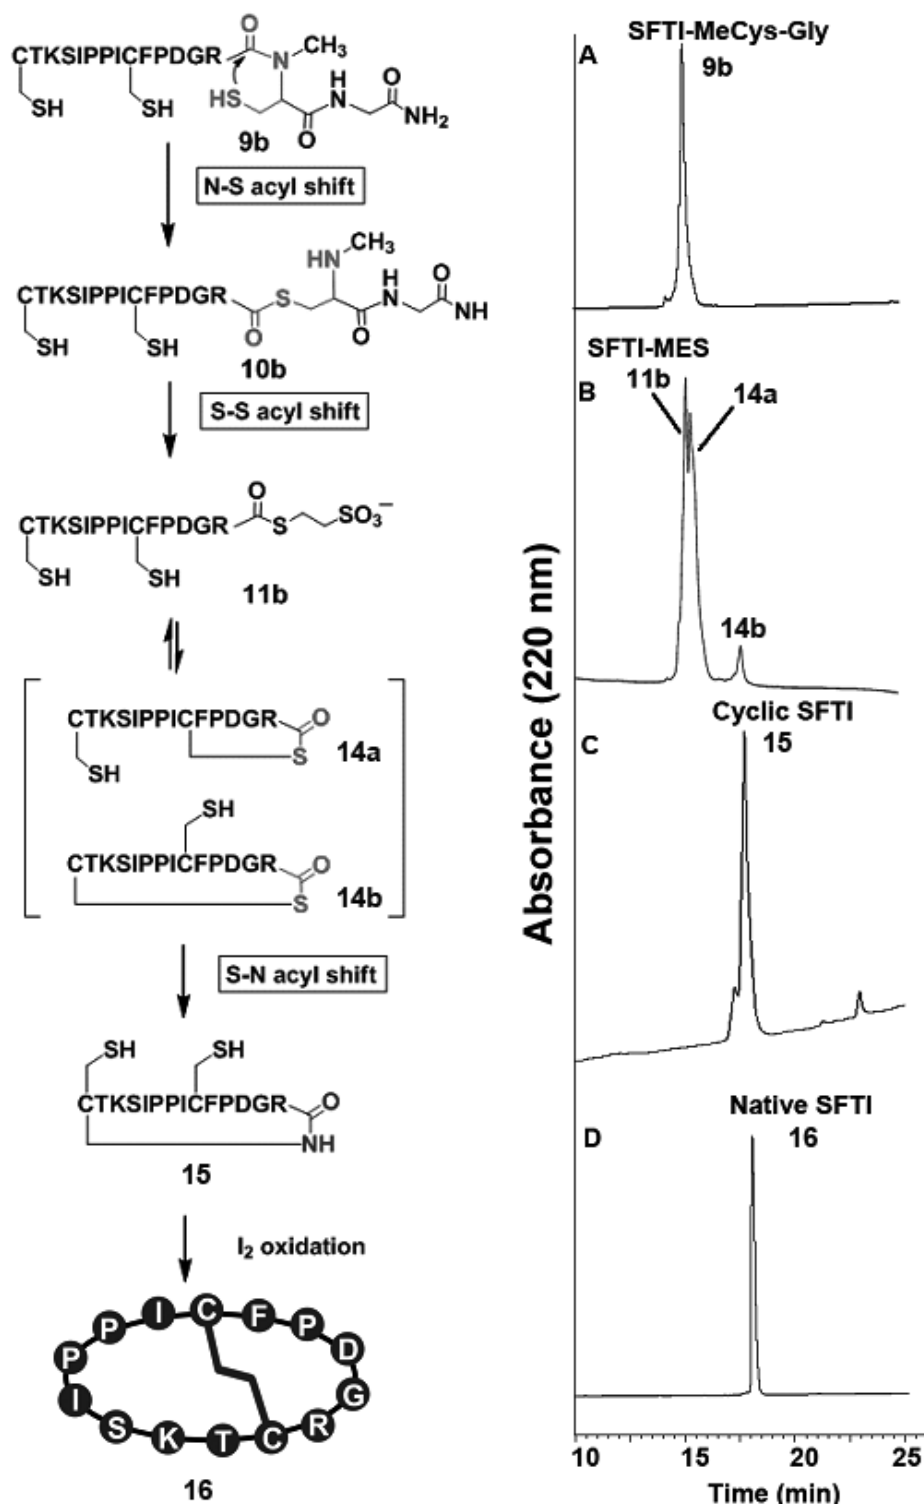 O
CTKSIPPICFPDGR
N
CH₃
HS
H
N
O
NH₂
SH
SH
O
9b
N-S acyl shift
HN
CH₃
CTKSIPPICFPDGR
S
H
N
O
NH
O
O
SH
SH
10b
S-S acyl shift
O
CTKSIPPICFPDGR
S
SO₃⁻
SH
SH
11b
CTKSIPPICFPDGR
O
S
14a
SH
SH
CTKSIPPICFPDGR
O
S
14b
S-N acyl shift
SH
SH
CTKSIPPICFPDGR
O
NH
15
I₂ oxidation
P P I C F P D
P I S K T C R G
16
Absorbance (220 nm)
A
SFTI-MeCys-Gly
9b
SFTI-MES
B
11b
14a
14b
Cyclic SFTI
C
15
Native SFTI
D
16
10 15 20 25
Time (min)